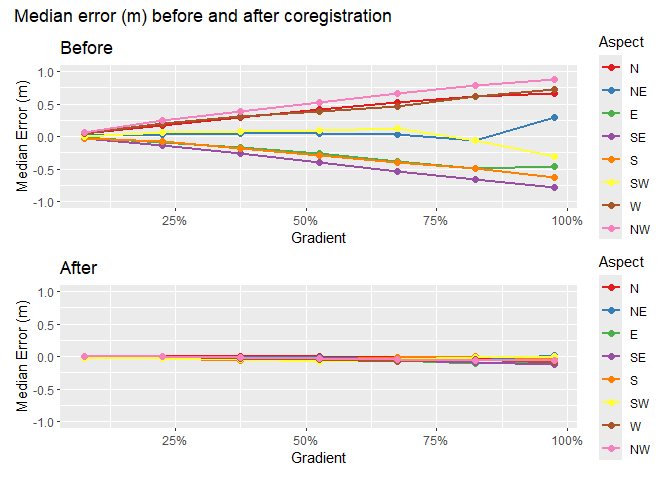 Median error (m) before and after coregistration
Before
Median Error (m)
1.0
0.5
0.0
-0.5
-1.0
25%
50%
75%
100%
Gradient
Aspect
N
NE
E
SE
S
SW
W
NW
After
Median Error (m)
1.0
0.5
0.0
-0.5
-1.0
25%
50%
75%
100%
Gradient
Aspect
N
NE
E
SE
S
SW
W
NW